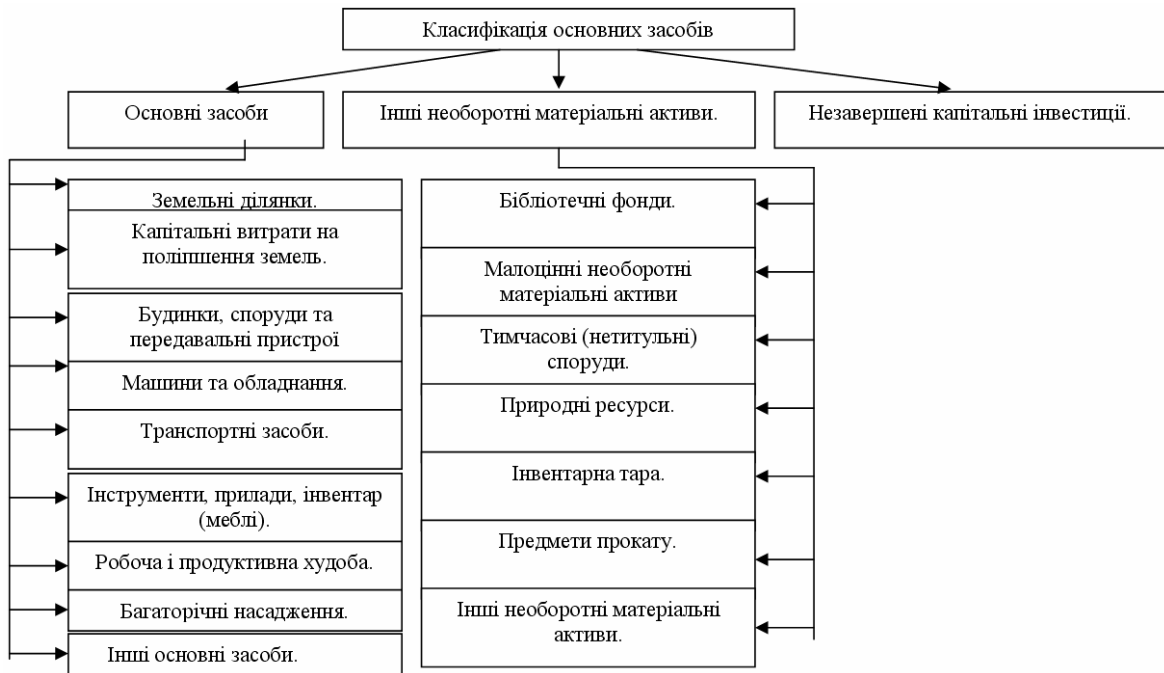 Класифікація основних засобів
Основні засоби
Інші необоротні матеріальні активи.
Незавершені капітальні інвестиції.
Земельні ділянки.
Капітальні витрати на
поліпшення земель.
Будинки, споруди та
передавальні пристрої
Машини та обладнання.
Транспортні засоби.
Інструменти, прилади, інвентар
(меблі).
Робоча і продуктивна худоба.
Багаторічні насадження.
Інші основні засоби.
Бібліотечні фонди.
Малоцінні необоротні
матеріальні активи
Тимчасові (нетитульні)
споруди.
Природні ресурси.
Інвентарна тара.
Предмети прокату.
Інші необоротні матеріальні
активи.